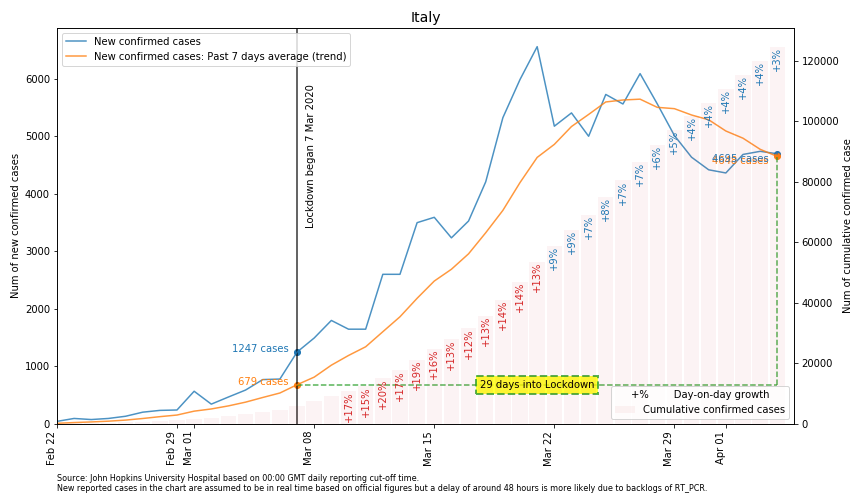 Italy
New confirmed cases
New confirmed cases: Past 7 days average (trend)
Num of new confirmed cases
6000
5000
4000
3000
2000
1000
0
Num of cumulative confirmed case
120000
100000
80000
60000
40000
20000
0
Lockdown began 7 Mar 2020
1247 cases
679 cases
4695 cases
29 days into Lockdown
+17%
+15%
+20%
+17%
+19%
+16%
+13%
+12%
+13%
+14%
+14%
+13%
+9%
+9%
+7%
+8%
+7%
+7%
+6%
+5%
+4%
+4%
+4%
+4%
+4%
+3%
+% Day-on-day growth
Cumulative confirmed cases
Feb 22
Feb 29
Mar 01
Mar 08
Mar 15
Mar 22
Mar 29
Apr 01
Source: John Hopkins University Hospital based on 00:00 GMT daily reporting cut-off time.
New reported cases in the chart are assumed to be in real time based on official figures but a delay of around 48 hours is more likely due to backlogs of RT_PCR.